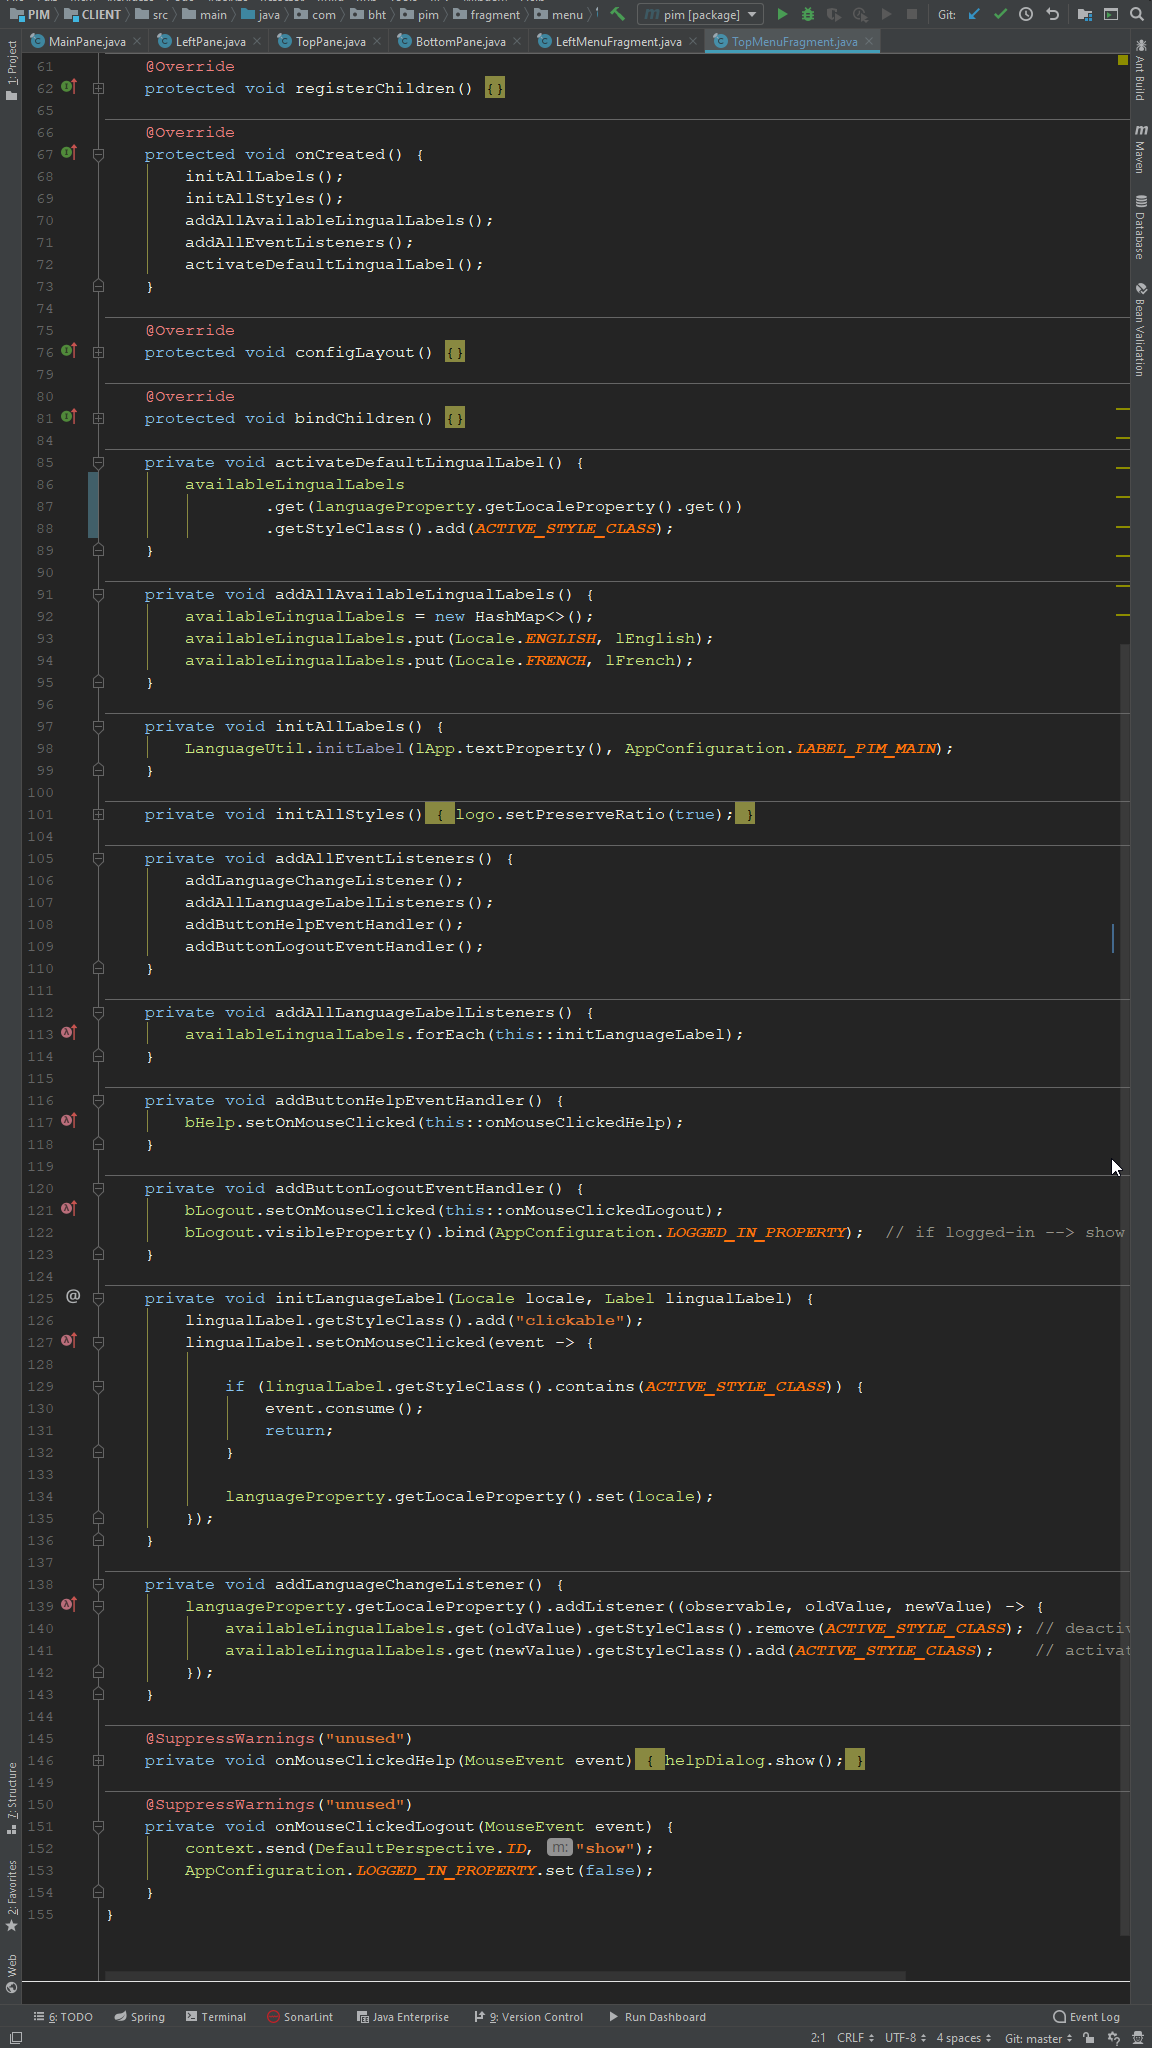 PIM CLIENT src main java com bht pim fragment menu pim [package] Git:
MainPane.java LeftPane.java TopPane.java BottomPane.java LeftMenuFragment.java TopMenuFragment.java
1: Project
Ant Build
Maven
Database
Bean Validation
61 @Override
62 protected void registerChildren() {}
65
66 @Override
67 protected void onCreated() {
68 initAllLabels();
69 initAllStyles();
70 addAllAvailableLingualLabels();
71 addAllEventListeners();
72 activateDefaultLingualLabel();
73 }
74
75 @Override
76 protected void configLayout() {}
79
80 @Override
81 protected void bindChildren() {}
84
85 private void activateDefaultLingualLabel() {
86 availableLingualLabels
87 .get(languageProperty.getLocaleProperty().get())
88 .getStyleClass().add(ACTIVE_STYLE_CLASS);
89 }
90
91 private void addAllAvailableLingualLabels() {
92 availableLingualLabels = new HashMap<>();
93 availableLingualLabels.put(Locale.ENGLISH, lEnglish);
94 availableLingualLabels.put(Locale.FRENCH, lFrench);
95 }
96
97 private void initAllLabels() {
98 LanguageUtil.initLabel(lApp.textProperty(), AppConfiguration.LABEL_PIM_MAIN);
99 }
100
101 private void initAllStyles() { logo.setPreserveRatio(true); }
104
105 private void addAllEventListeners() {
106 addLanguageChangeListener();
107 addAllLanguageLabelListeners();
108 addButtonHelpEventHandler();
109 addButtonLogoutEventHandler();
110 }
111
112 private void addAllLanguageLabelListeners() {
113 availableLingualLabels.forEach(this::initLanguageLabel);
114 }
115
116 private void addButtonHelpEventHandler() {
117 bHelp.setOnMouseClicked(this::onMouseClickedHelp);
118 }
119
120 private void addButtonLogoutEventHandler() {
121 bLogout.setOnMouseClicked(this::onMouseClickedLogout);
122 bLogout.visibleProperty().bind(AppConfiguration.LOGGED_IN_PROPERTY); // if logged-in --> show
123 }
124
125 @ private void initLanguageLabel(Locale locale, Label lingualLabel) {
126 lingualLabel.getStyleClass().add("clickable");
127 lingualLabel.setOnMouseClicked(event -> {
128
129 if (lingualLabel.getStyleClass().contains(ACTIVE_STYLE_CLASS)) {
130 event.consume();
131 return;
132 }
133
134 languageProperty.getLocaleProperty().set(locale);
135 });
136 }
137
138 private void addLanguageChangeListener() {
139 languageProperty.getLocaleProperty().addListener((observable, oldValue, newValue) -> {
140 availableLingualLabels.get(oldValue).getStyleClass().remove(ACTIVE_STYLE_CLASS); // deactiv
141 availableLingualLabels.get(newValue).getStyleClass().add(ACTIVE_STYLE_CLASS); // activat
142 });
143 }
144
145 @SuppressWarnings("unused")
146 private void onMouseClickedHelp(MouseEvent event) { helpDialog.show(); }
149
150 @SuppressWarnings("unused")
151 private void onMouseClickedLogout(MouseEvent event) {
152 context.send(DefaultPerspective.ID, m: "show");
153 AppConfiguration.LOGGED_IN_PROPERTY.set(false);
154 }
155 }
7: Structure
2: Favorites
Web
6: TODO Spring Terminal SonarLint Java Enterprise 9: Version Control Run Dashboard Event Log
2:1 CRLF UTF-8 4 spaces Git: master